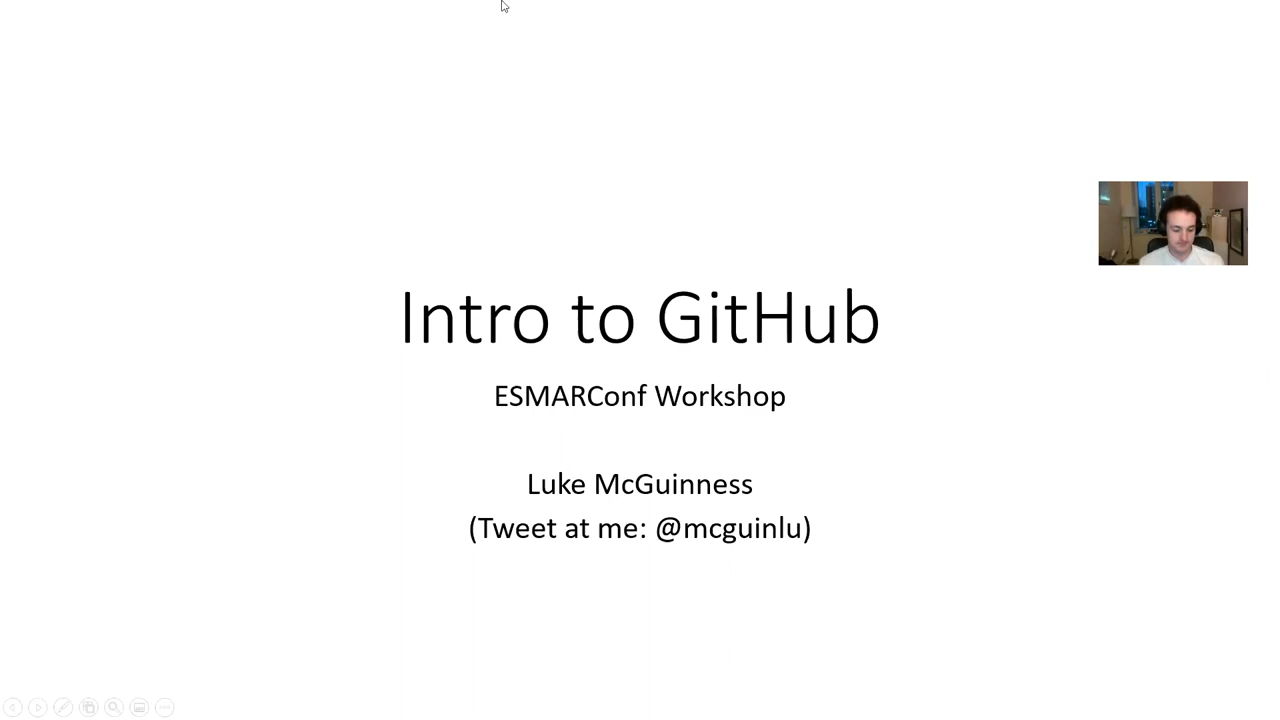 Intro to GitHub
ESMARConf Workshop
Luke McGuinness
(Tweet at me: @mcguinlu)